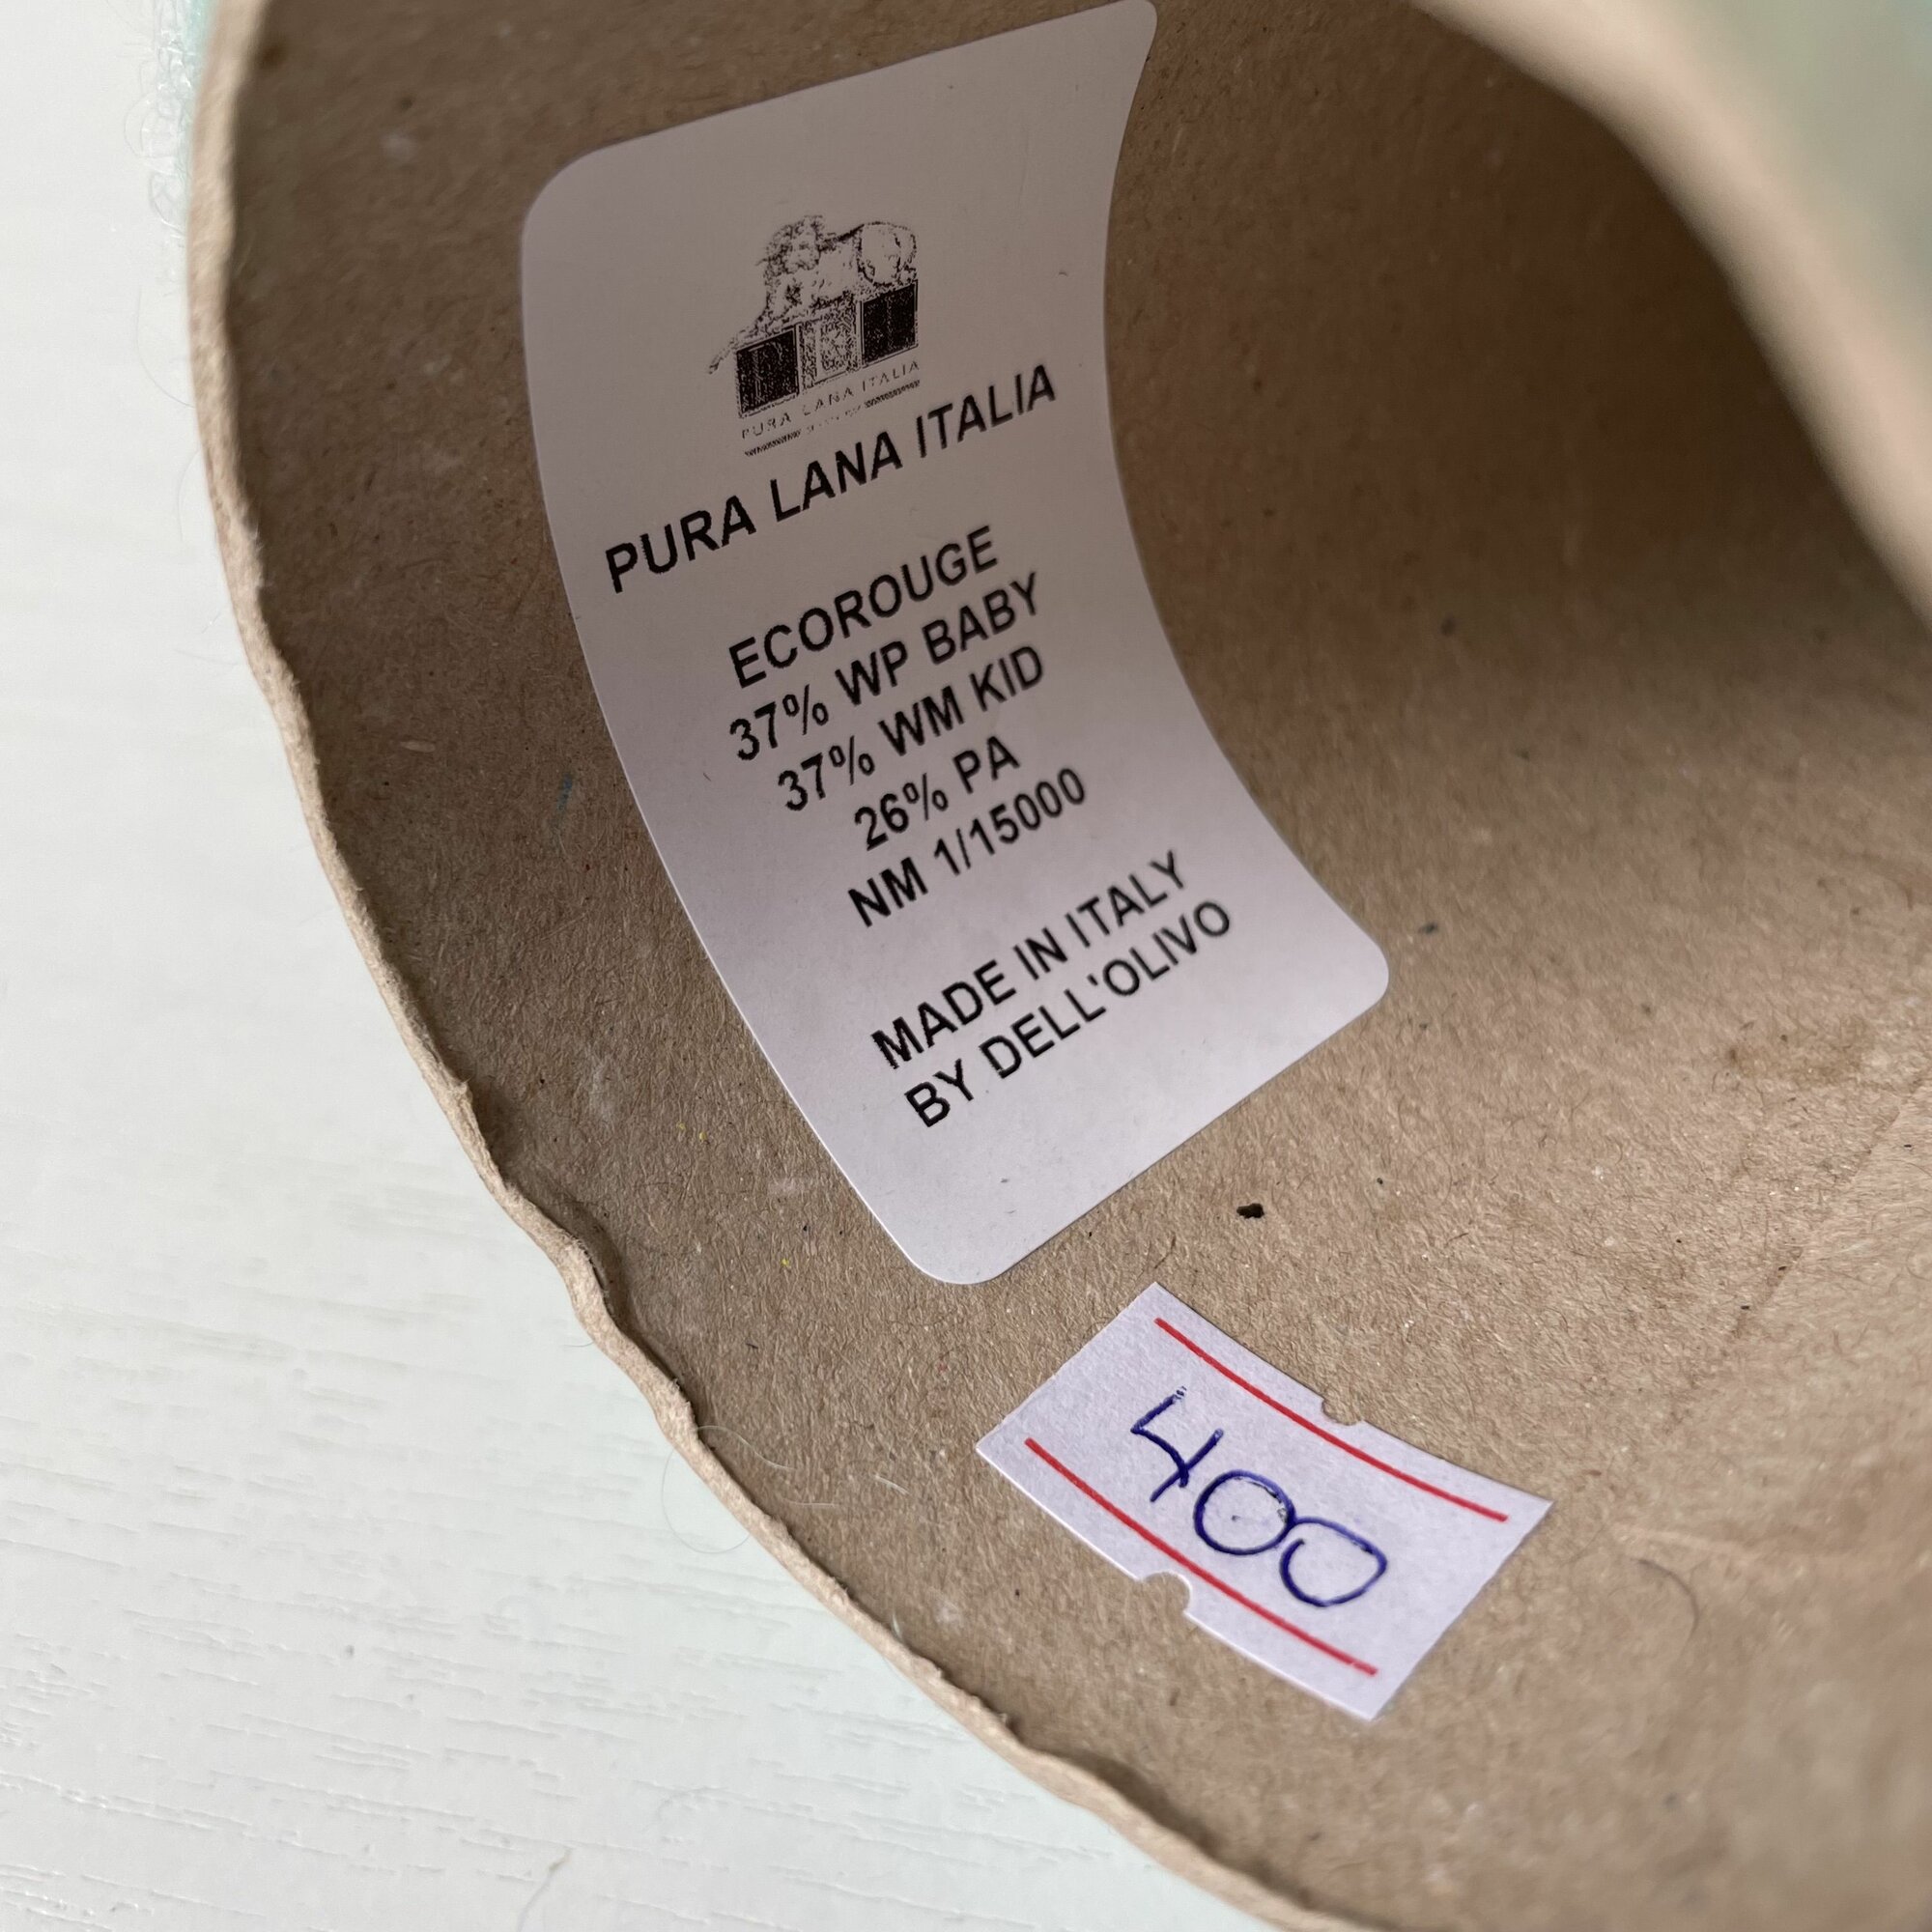 PURA LANA ITALIA
PURA LANA ITALIA
ECOROUGE
37% WP BABY
37% WM KID
26% PA
NM 1/15000
MADE IN ITALY
BY DELL'OLIVO
400